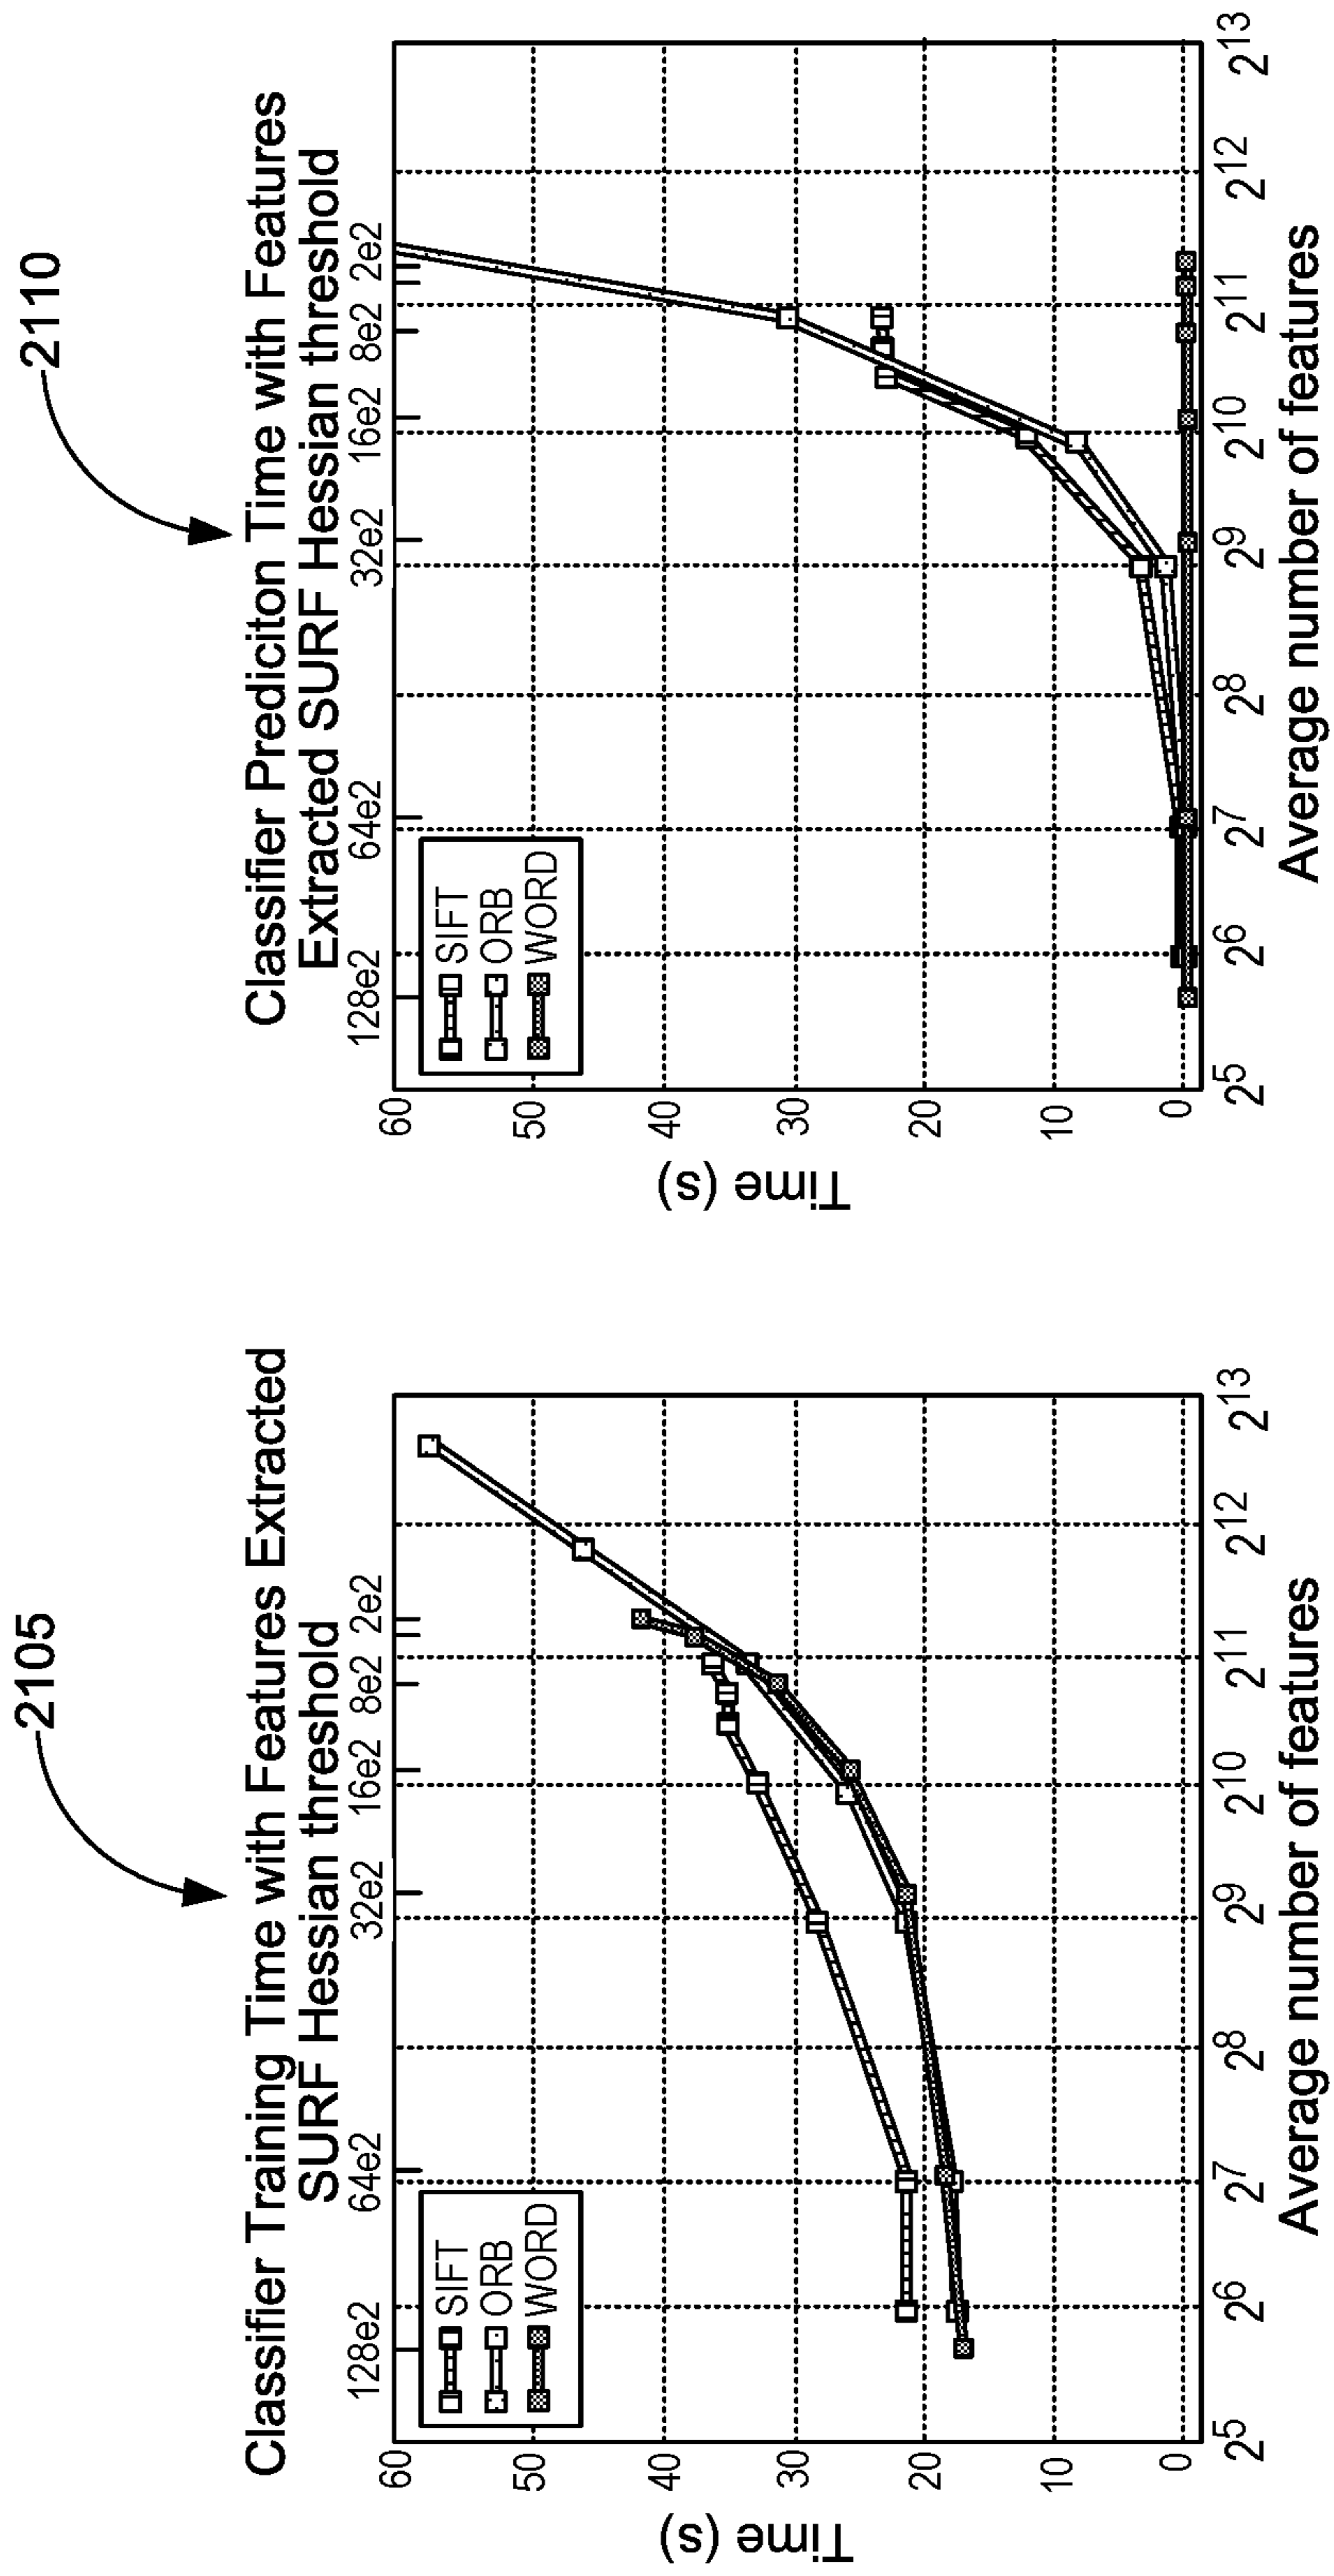 2105
Classifier Training Time with Features Extracted
SURF Hessian threshold
128e2 64e2 32e2 16e2 8e2 2e2
SIFT
ORB
WORD
60
50
40
30
20
10
0
Time (s)
2⁵ 2⁶ 2⁷ 2⁸ 2⁹ 2¹⁰ 2¹¹ 2¹² 2¹³
Average number of features
2110
Classifier Prediciton Time with Features
Extracted SURF Hessian threshold
128e2 64e2 32e2 16e2 8e2 2e2
SIFT
ORB
WORD
60
50
40
30
20
10
0
Time (s)
2⁵ 2⁶ 2⁷ 2⁸ 2⁹ 2¹⁰ 2¹¹ 2¹² 2¹³
Average number of features